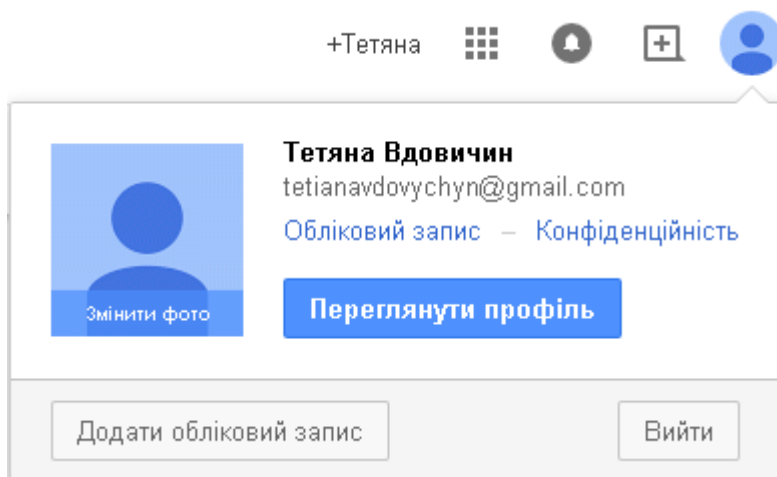 +Тетяна
Тетяна Вдовичин
tetianavdovychyn@gmail.com
Обліковий запис – Конфіденційність
Змінити фото
Переглянути профіль
Додати обліковий запис
Вийти